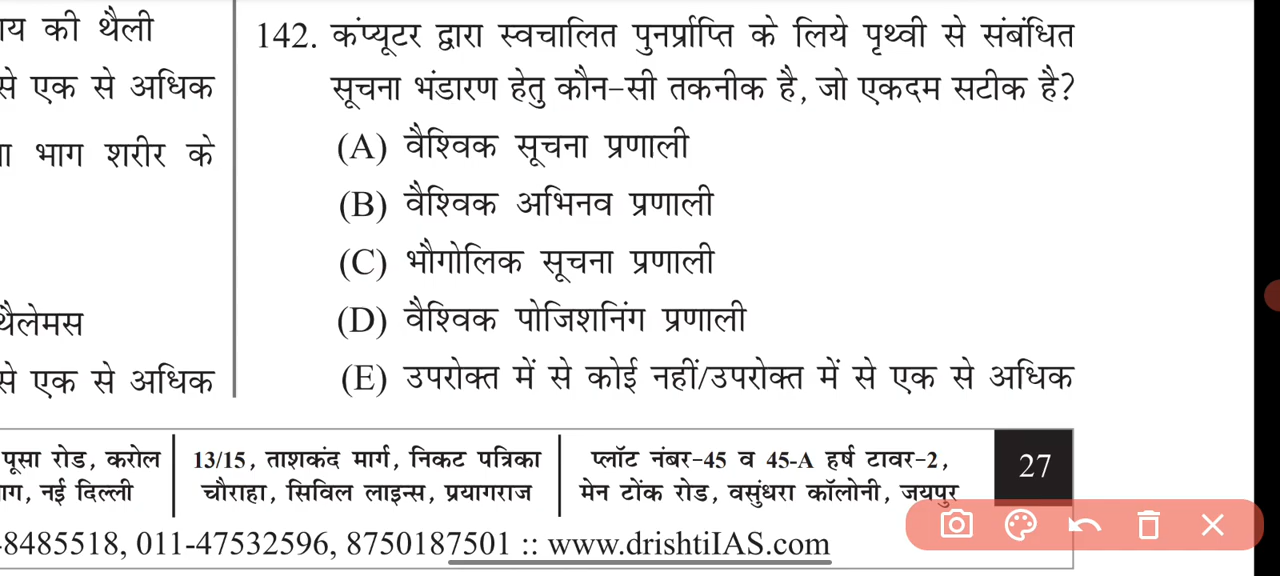 य की थैली
से एक से अधिक
ा भाग शरीर के
थैलेमस
से एक से अधिक
142. कंप्यूटर द्वारा स्वचालित पुनर्प्राप्ति के लिये पृथ्वी से संबंधित
सूचना भंडारण हेतु कौन-सी तकनीक है, जो एकदम सटीक है?
(A) वैश्विक सूचना प्रणाली
(B) वैश्विक अभिनव प्रणाली
(C) भौगोलिक सूचना प्रणाली
(D) वैश्विक पोजिशनिंग प्रणाली
(E) उपरोक्त में से कोई नहीं/उपरोक्त में से एक से अधिक
पूसा रोड, करोल
ाग, नई दिल्ली
13/15, ताशकंद मार्ग, निकट पत्रिका
चौराहा, सिविल लाइन्स, प्रयागराज
प्लॉट नंबर-45 व 45-A हर्ष टावर-2,
मेन टोंक रोड, वसुंधरा कॉलोनी, जयपुर
27
-8485518, 011-47532596, 8750187501 :: www.drishtiIAS.com